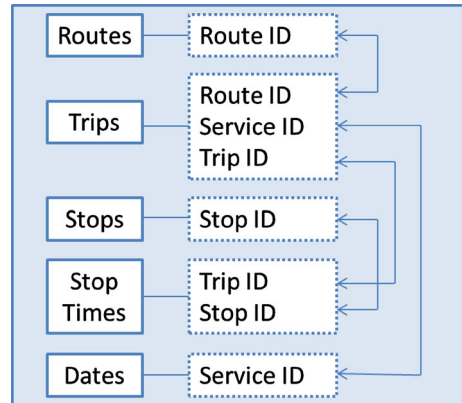 Routes
Route ID
Trips
Route ID
Service ID
Trip ID
Stops
Stop ID
Stop
Times
Trip ID
Stop ID
Dates
Service ID